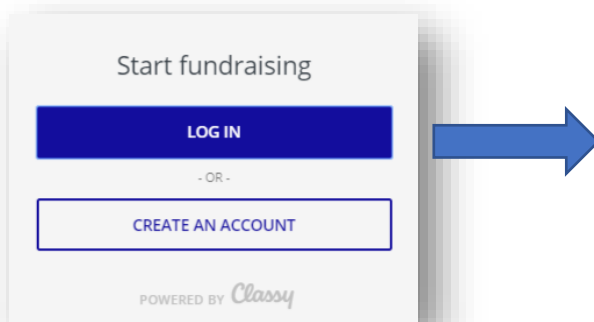 Start fundraising
LOG IN
- OR -
CREATE AN ACCOUNT
POWERED BY Classy